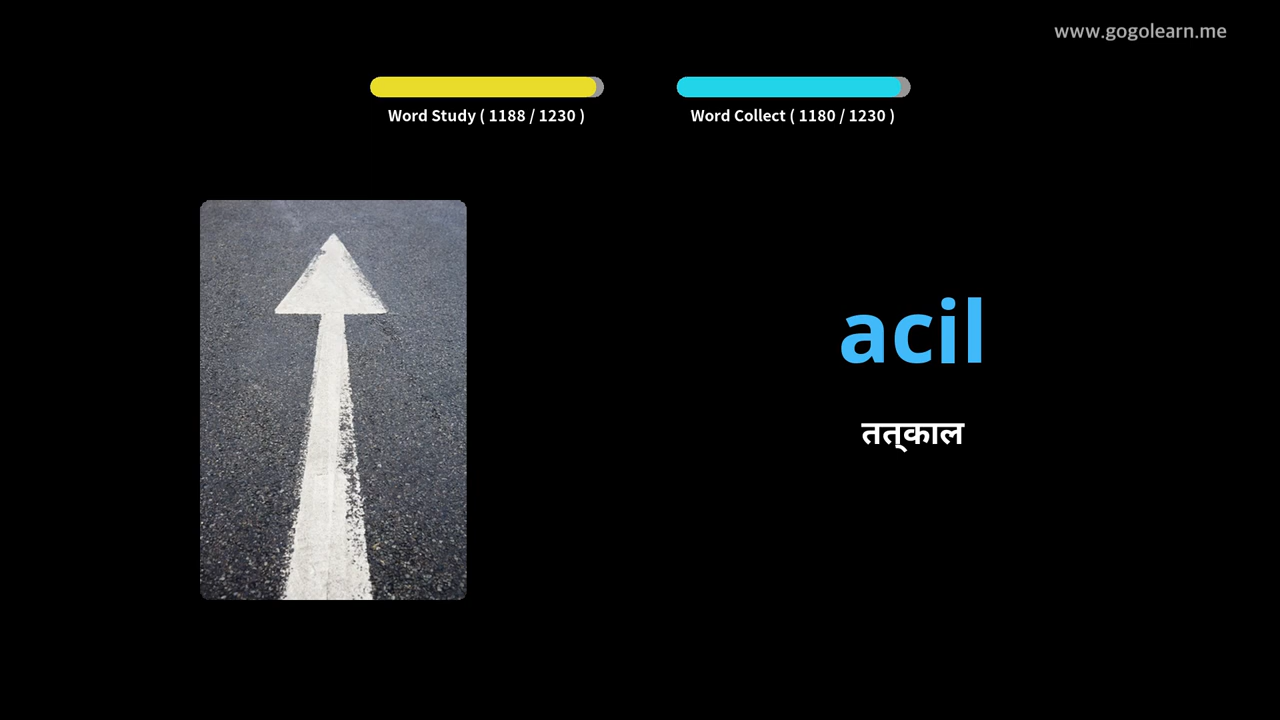 www.gogolearn.me
Word Study ( 1188 / 1230 )
Word Collect ( 1180 / 1230 )
acil
तत्काल